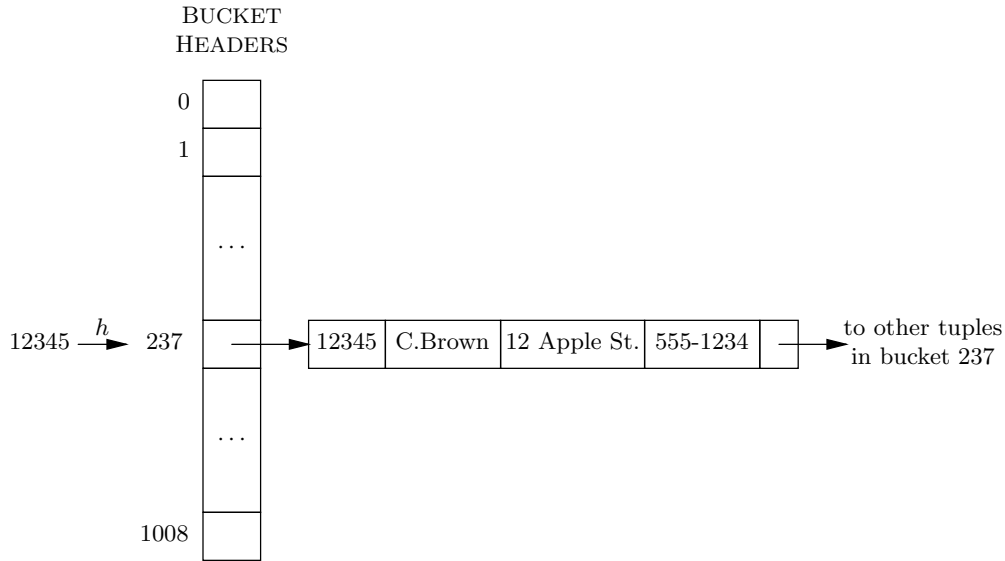 BUCKET
HEADERS
0
1
...
12345 h 237 12345 C.Brown 12 Apple St. 555-1234 to other tuples
in bucket 237
...
1008